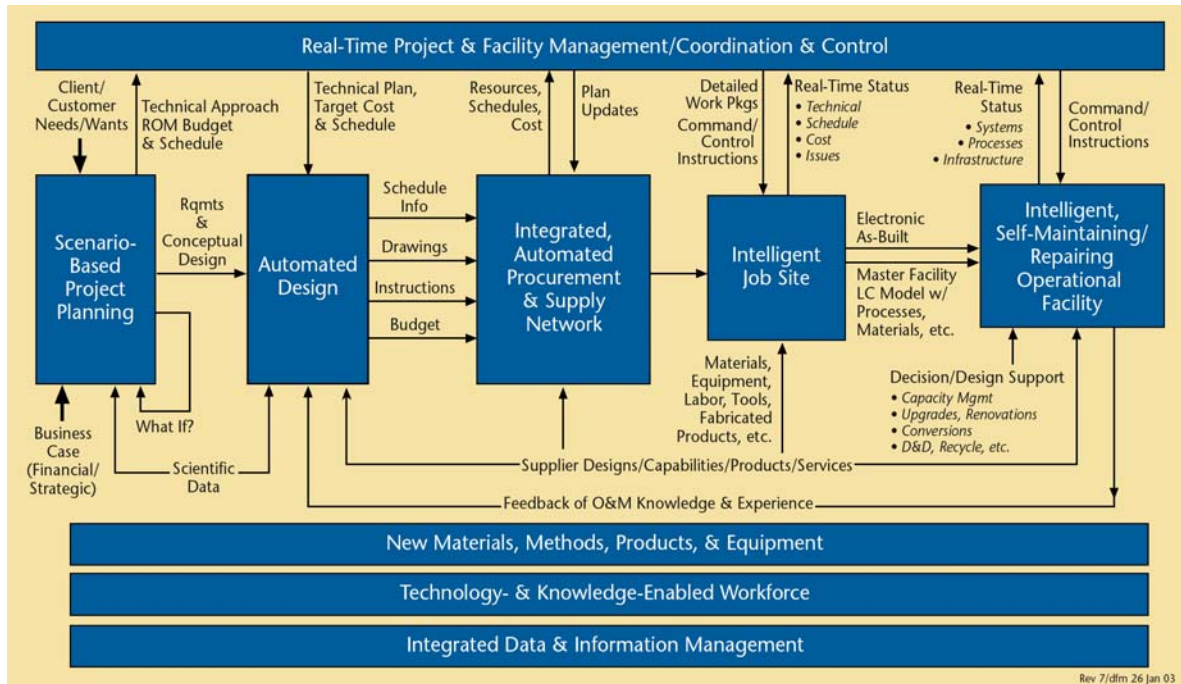 Real-Time Project & Facility Management/Coordination & Control
Client/
Customer
Needs/Wants
Technical Approach
ROM Budget
& Schedule
Technical Plan,
Target Cost
& Schedule
Resources,
Schedules,
Cost
Plan
Updates
Detailed
Work Pkgs
Command/
Control
Instructions
Real-Time Status
• Technical
• Schedule
• Cost
• Issues
Real-Time
Status
• Systems
• Processes
• Infrastructure
Command/
Control
Instructions
Scenario-
Based
Project
Planning
Rqmts
&
Conceptual
Design
Automated
Design
Schedule
Info
Drawings
Instructions
Budget
Integrated,
Automated
Procurement
& Supply
Network
Intelligent
Job Site
Electronic
As-Built
Master Facility
LC Model w/
Processes,
Materials, etc.
Intelligent,
Self-Maintaining/
Repairing
Operational
Facility
What If?
Business
Case
(Financial/
Strategic)
Scientific
Data
Materials,
Equipment,
Labor, Tools,
Fabricated
Products, etc.
Decision/Design Support
• Capacity Mgmt
• Upgrades, Renovations
• Conversions
• D&D, Recycle, etc.
Supplier Designs/Capabilities/Products/Services
Feedback of O&M Knowledge & Experience
New Materials, Methods, Products, & Equipment
Technology- & Knowledge-Enabled Workforce
Integrated Data & Information Management
Rev 7/dfm 26 Jan 03